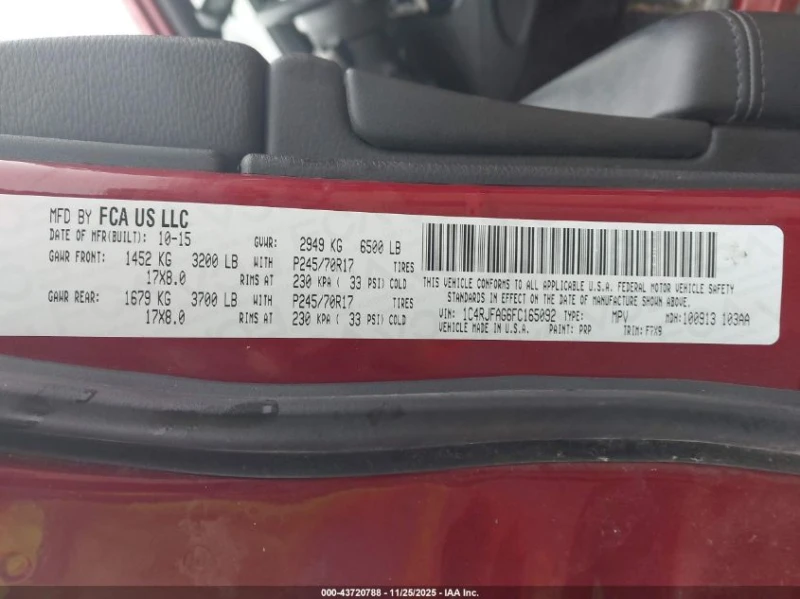 MFD BY FCA US LLC
DATE OF MFR(BUILT): 10-15 GVWR: 2949 KG 6500 LB
GAWR FRONT: 1452 KG 3200 LB WITH P245/70R17 TIRES
17X8.0 RIMS AT 230 KPA ( 33 PSI) COLD
GAWR REAR: 1679 KG 3700 LB WITH P245/70R17 TIRES
17X8.0 RIMS AT 230 KPA ( 33 PSI) COLD
THIS VEHICLE CONFORMS TO ALL APPLICABLE U.S.A. FEDERAL MOTOR VEHICLE SAFETY
STANDARDS IN EFFECT ON THE DATE OF MANUFACTURE SHOWN ABOVE.
VIN: 1C4RJFAG6FC165092 TYPE: MPV MDH:100913 103AA
VEHICLE MADE IN U.S.A. PAINT: PRP TRIM: F7X9
000-43720788 - 11/25/2025 - IAA Inc.